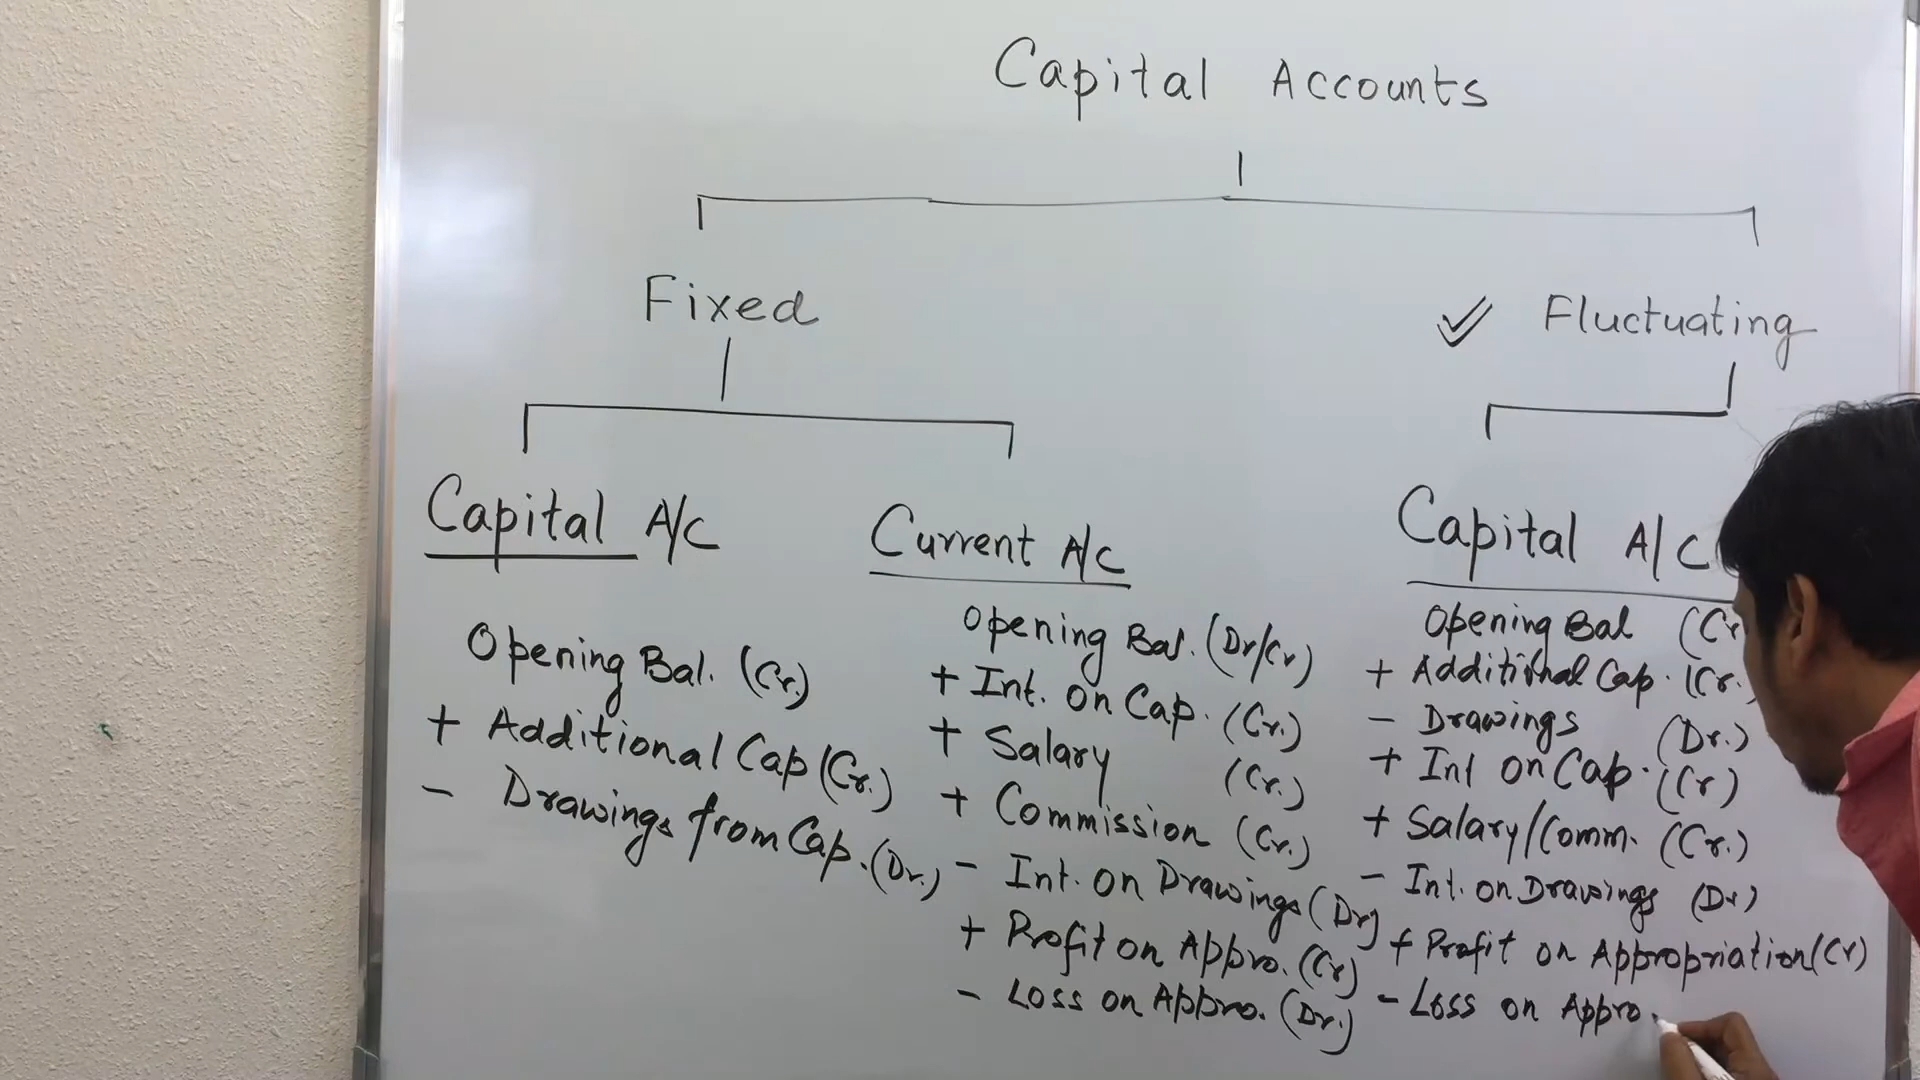 Capital Accounts
Fixed
Fluctuating
Capital A/C
Opening Bal. (Cr.)
+ Additional Cap (Cr.)
- Drawings from Cap. (Dr.)
Current A/C
Opening Bal. (Dr/Cr)
+ Int. on Cap. (Cr.)
+ Salary (Cr.)
+ Commission (Cr.)
- Int. on Drawings (Dr)
+ Profit on Appro. (Cr)
- Loss on Appro. (Dr.)
Capital A/C
Opening Bal (Cr
+ Additional Cap. (Cr.
- Drawings (Dr.)
+ Int on Cap. (Cr)
+ Salary/Comm. (Cr.)
- Int. on Drawings (Dr)
+ Profit on Appropriation (Cr)
- Loss on Appro.